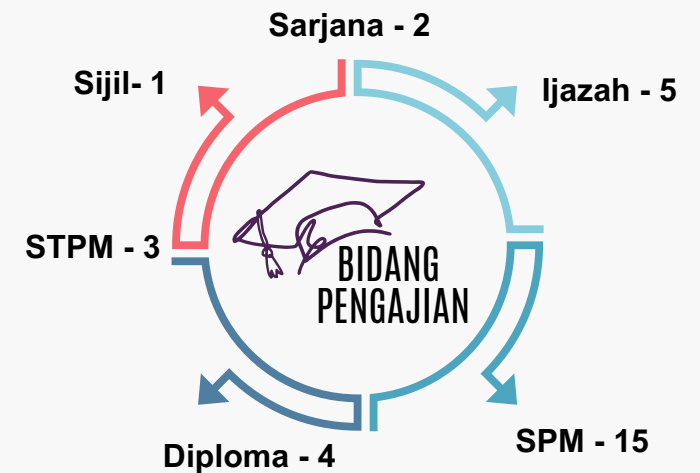 Sarjana - 2
Sijil- 1
Ijazah - 5
STPM - 3
BIDANG
PENGAJIAN
Diploma - 4
SPM - 15